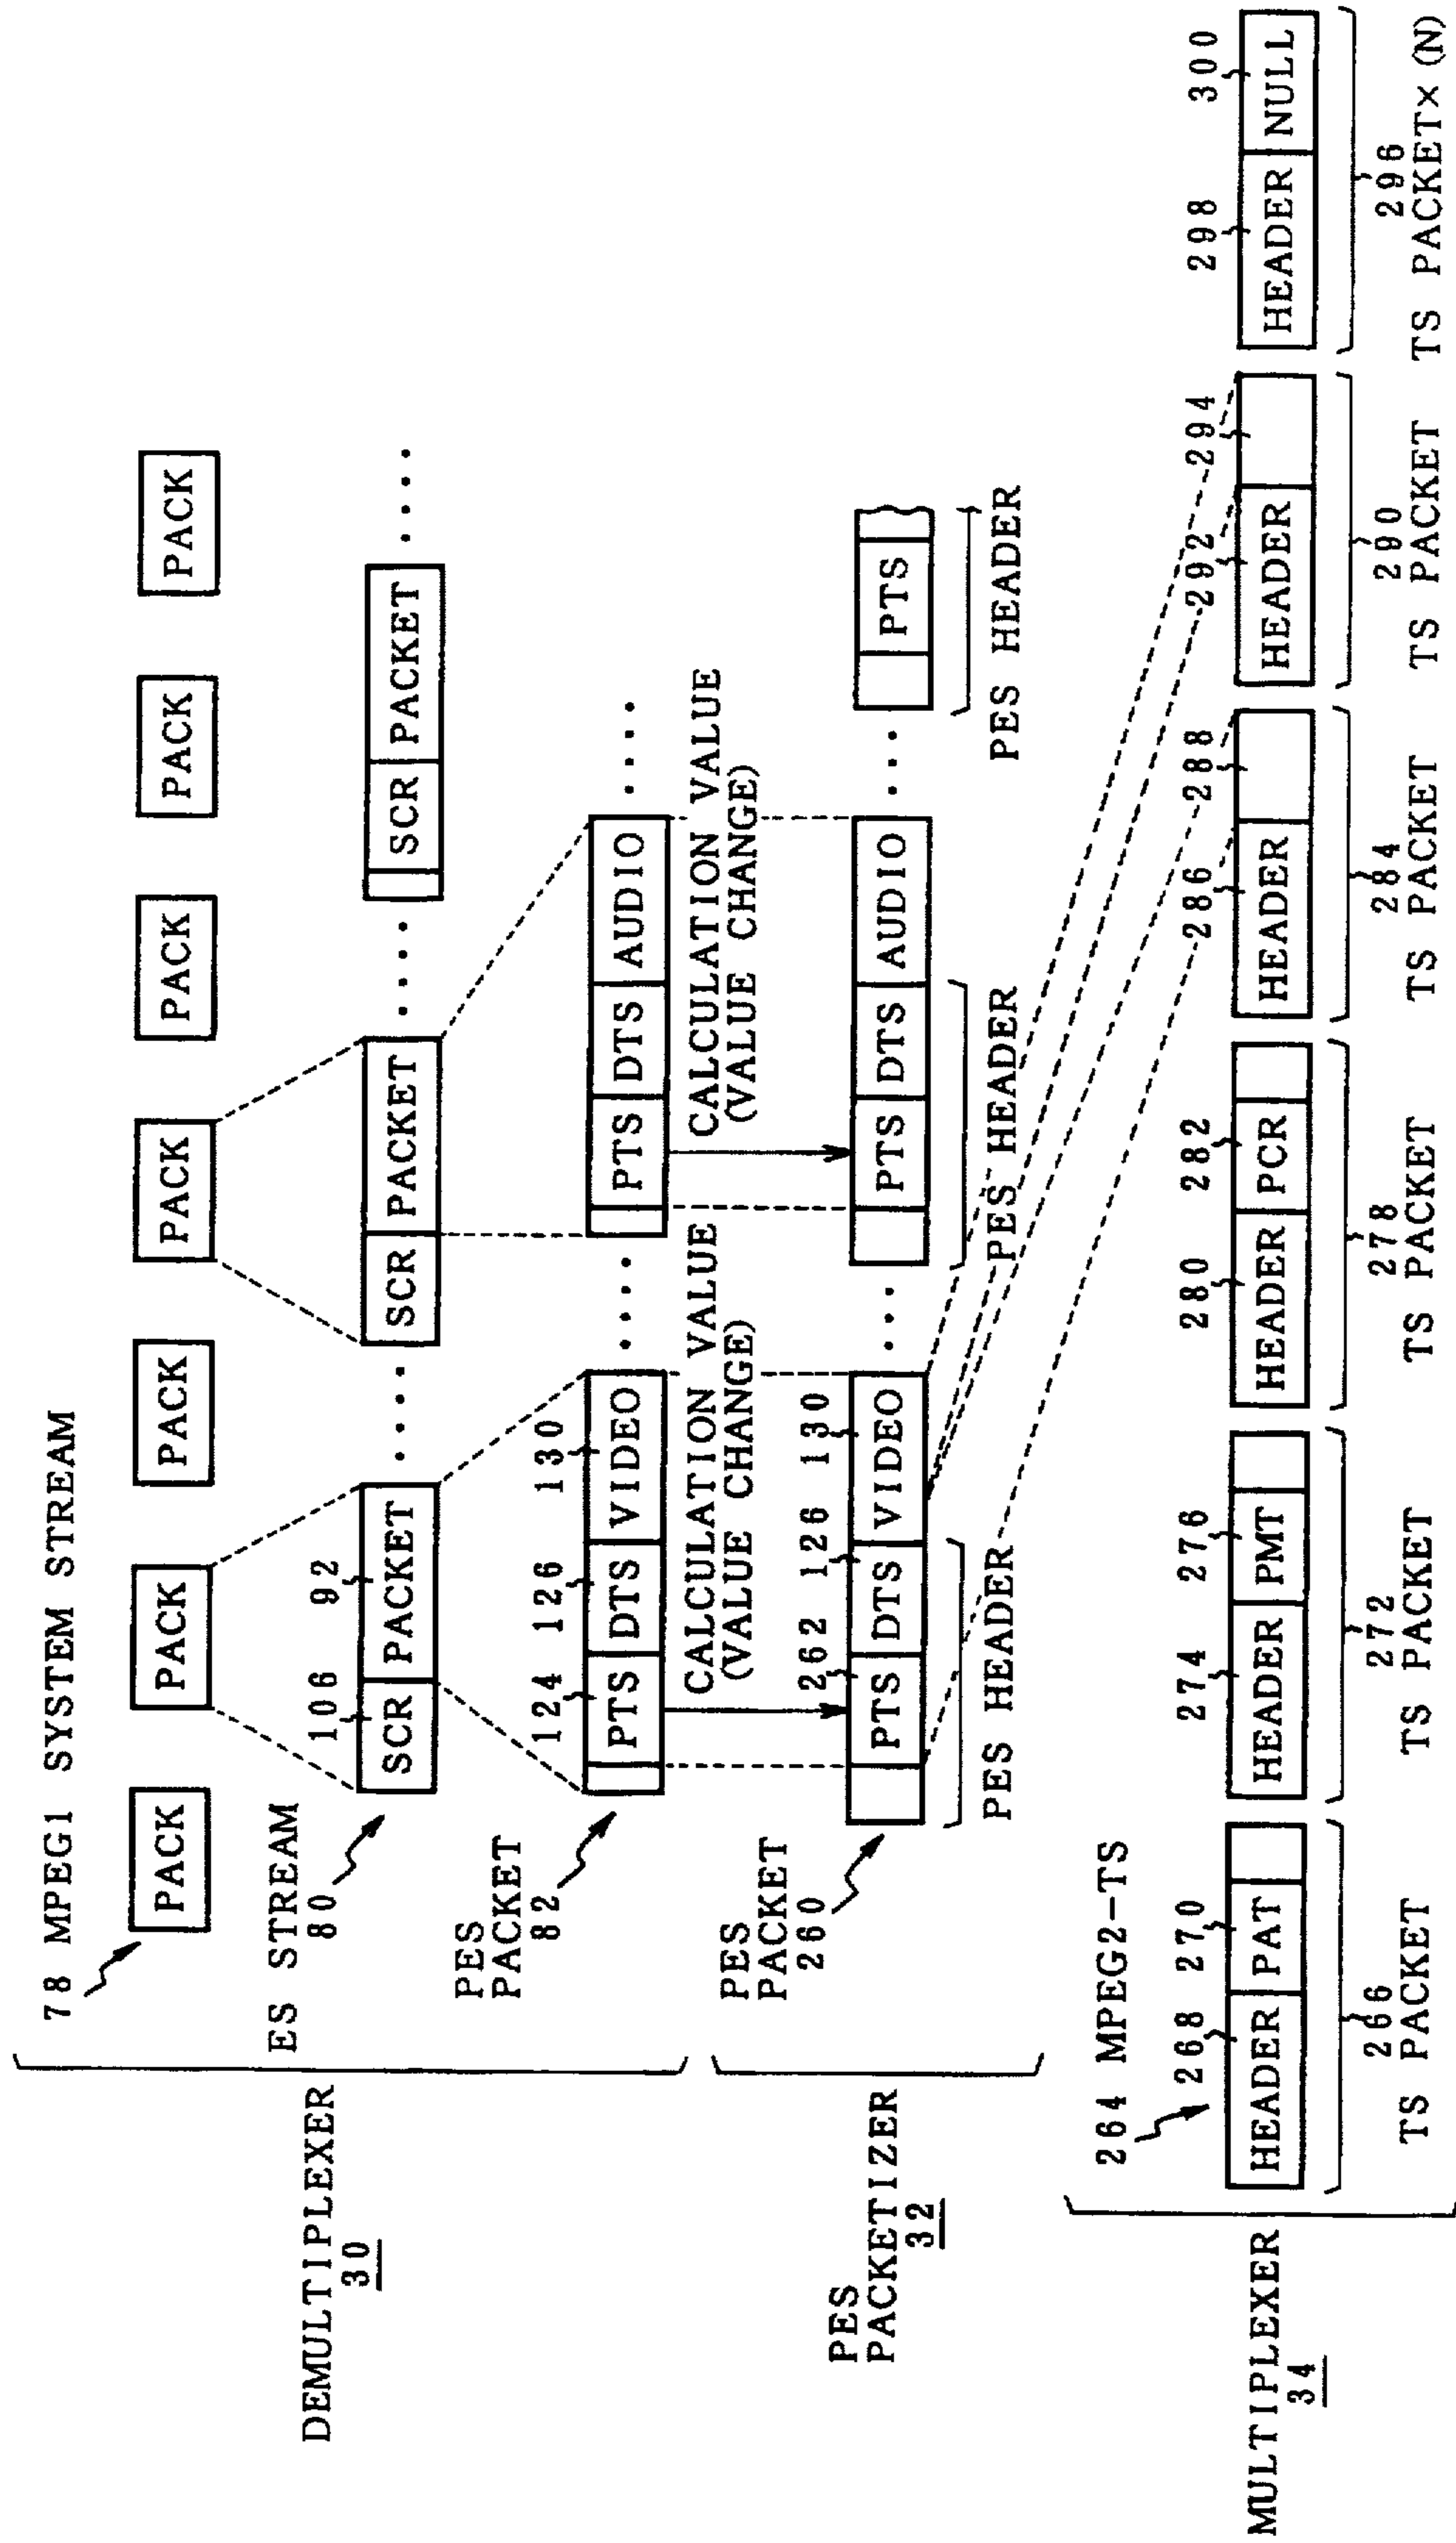 78 MPEG1 SYSTEM STREAM
PACK PACK PACK PACK PACK PACK PACK
DEMULTIPLEXER
30
ES STREAM
80
106 92
SCR PACKET •••• SCR PACKET •••• SCR PACKET ••••
PES
PACKET
82
124 126 130
PTS DTS VIDEO •••• PTS DTS AUDIO ••••
CALCULATION VALUE
(VALUE CHANGE)
CALCULATION VALUE
(VALUE CHANGE)
PES
PACKETIZER
32
PES
PACKET
260
262 126 130
PTS DTS VIDEO ••• PTS DTS AUDIO ••• PTS
PES HEADER
PES HEADER
PES HEADER
PES HEADER
MULTIPLEXER
34
264 MPEG2-TS
268 270 274 276 280 282 286 288 292 294 298 300
HEADER PAT HEADER PMT HEADER PCR HEADER HEADER HEADER NULL
266 272 278 284 290 296
TS PACKET TS PACKET TS PACKET TS PACKET TS PACKET TS PACKET×(N)